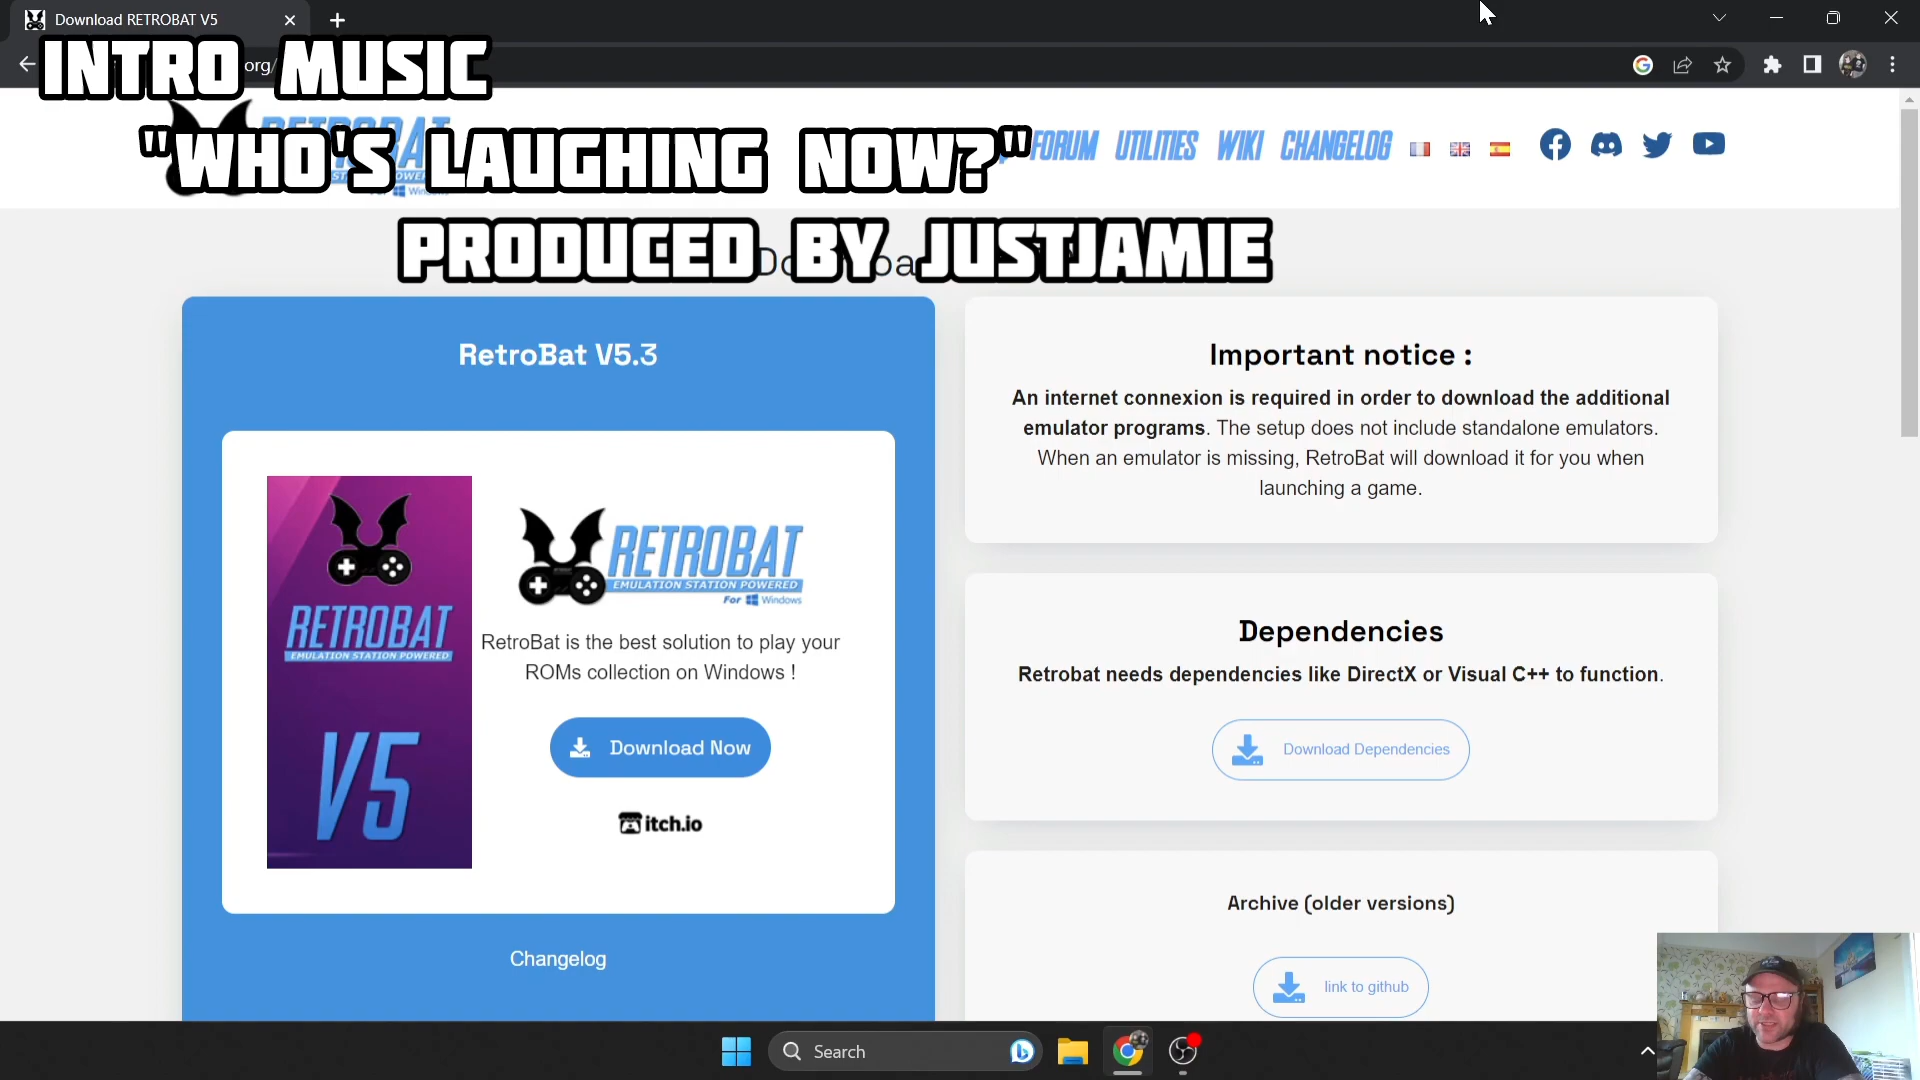 Download RETROBAT V5
org/
INTRO MUSIC
"WHO'S LAUGHING NOW?"
PRODUCED BY JUSTJAMIE
FORUM UTILITIES WIKI CHANGELOG
RetroBat V5.3
RETROBAT
EMULATION STATION POWERED
For Windows
RETROBAT
EMULATION STATION POWERED
V5
RetroBat is the best solution to play your
ROMs collection on Windows !
Download Now
itch.io
Changelog
Important notice :
An internet connexion is required in order to download the additional
emulator programs. The setup does not include standalone emulators.
When an emulator is missing, RetroBat will download it for you when
launching a game.
Dependencies
Retrobat needs dependencies like DirectX or Visual C++ to function.
Download Dependencies
Archive (older versions)
link to github
Search